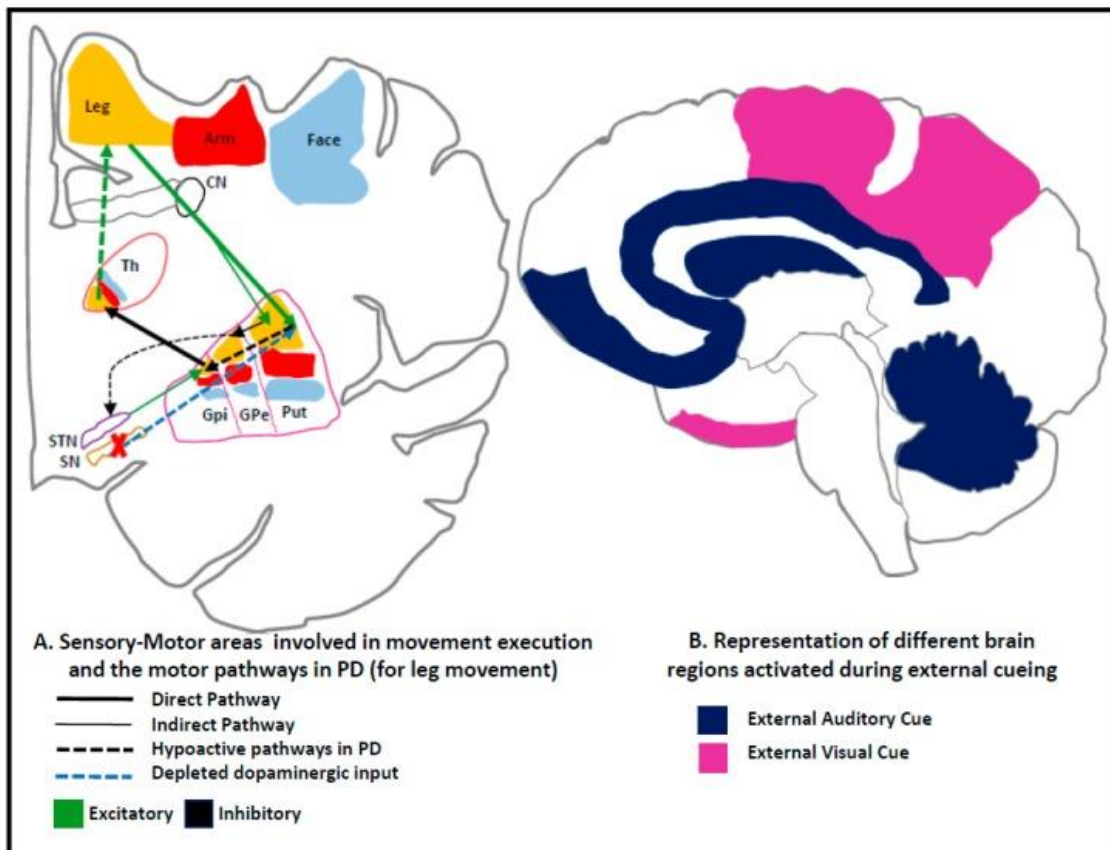 Leg
Arm
Face
CN
Th
Gpi
GPe
Put
STN
SN
A. Sensory-Motor areas involved in movement execution
and the motor pathways in PD (for leg movement)
Direct Pathway
Indirect Pathway
Hypoactive pathways in PD
Depleted dopaminergic input
Excitatory
Inhibitory
B. Representation of different brain
regions activated during external cueing
External Auditory Cue
External Visual Cue